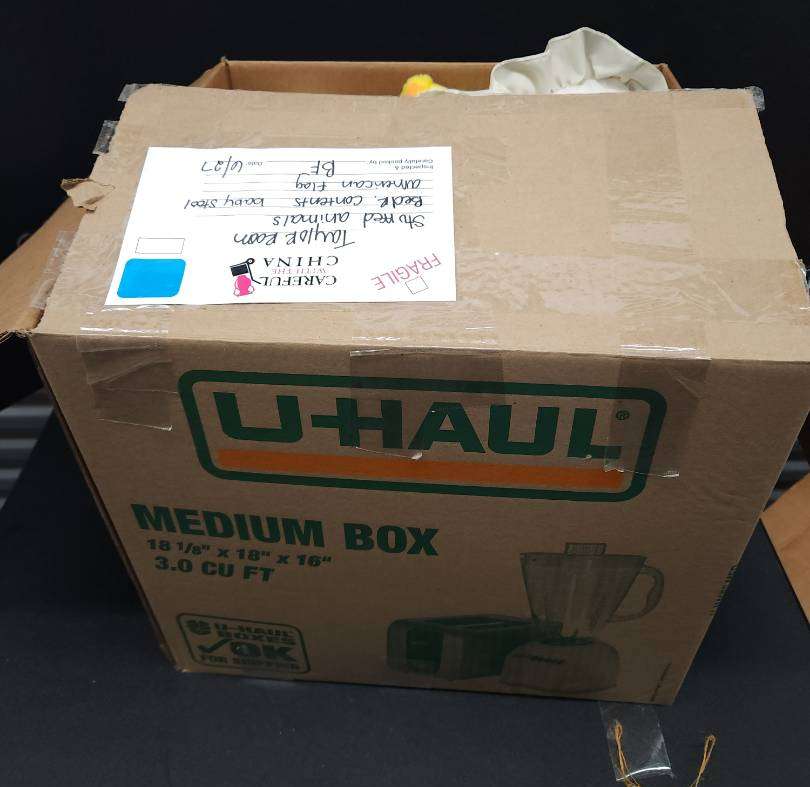 FRAGILE
CAREFUL
WITH THE
CHINA
Taylor Room
Stuffed animals
BedR. contents baby stool
american Flag
Inspected &
Carefully packed by BF Date 6/27
U-HAUL®
MEDIUM BOX
18 1/8" x 18" x 16"
3.0 CU FT
U-HAUL
BOXES
OK
FOR SHIPPING